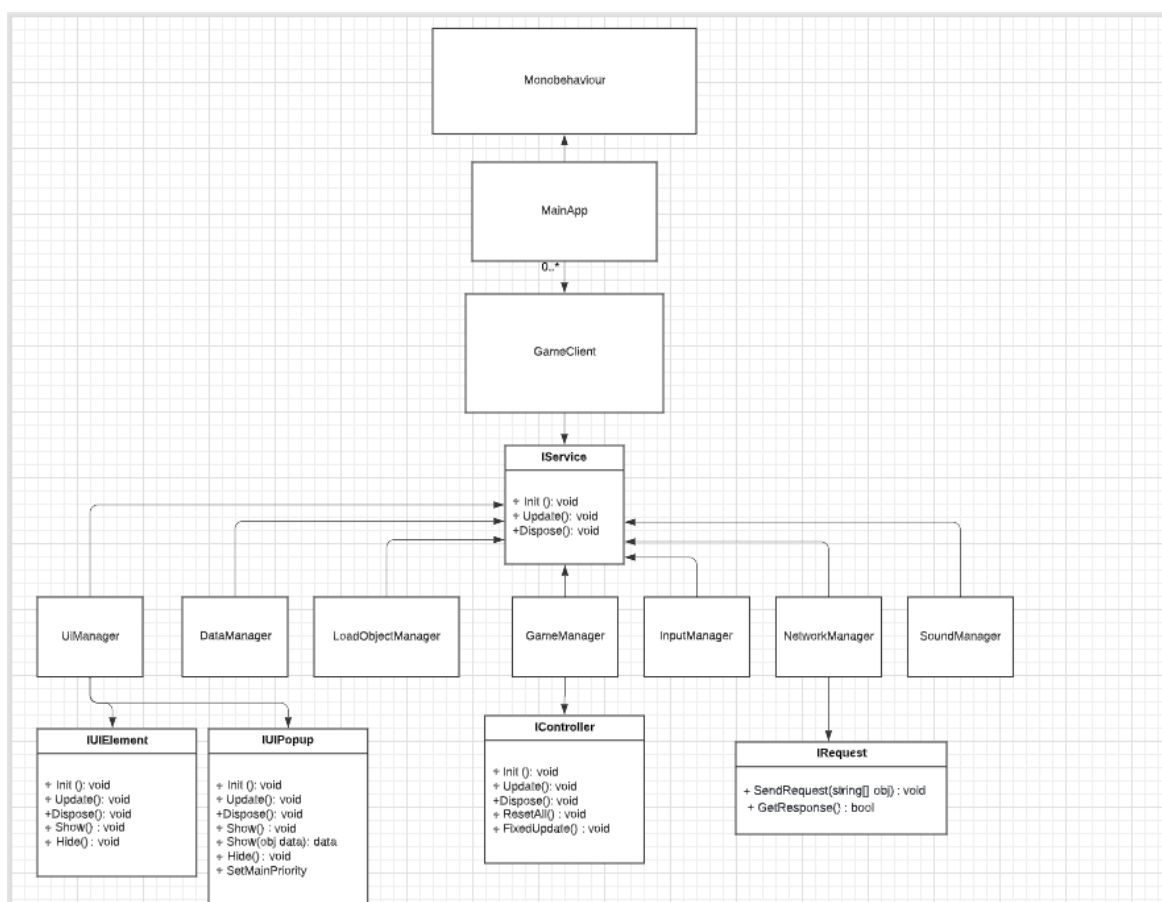 Monobehaviour
MainApp
0..*
GameClient
IService
+ Init (): void
+ Update(): void
+Dispose(): void
UiManager
DataManager
LoadObjectManager
GameManager
InputManager
NetworkManager
SoundManager
IUIElement
+ Init (): void
+ Update(): void
+Dispose(): void
+ Show() : void
+ Hide() : void
IUIPopup
+ Init (): void
+ Update(): void
+Dispose(): void
+ Show() : void
+ Show(obj data): data
+ Hide() : void
+ SetMainPriority
IController
+ Init (): void
+ Update(): void
+Dispose(): void
+ ResetAll() : void
+ FixedUpdate() : void
IRequest
+ SendRequest(string[] obj) : void
+ GetResponse() : bool